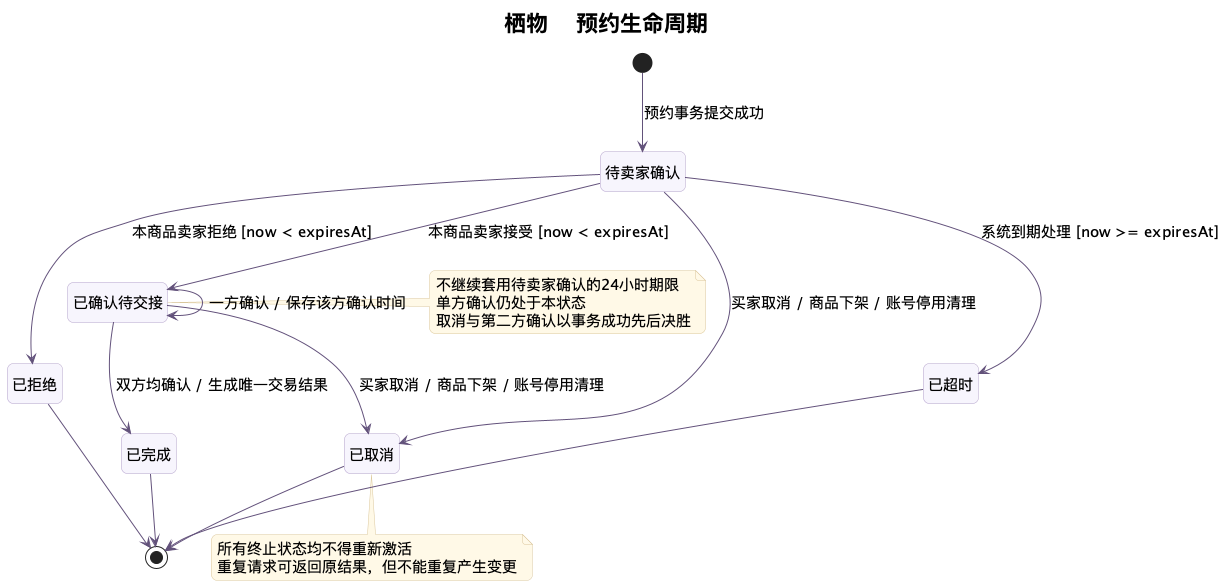 栖物 预约生命周期
预约事务提交成功
待卖家确认
本商品卖家拒绝 [now < expiresAt]
本商品卖家接受 [now < expiresAt]
系统到期处理 [now >= expiresAt]
不继续套用待卖家确认的24小时期限
单方确认仍处于本状态
取消与第二方确认以事务成功先后决胜
已确认待交接
一方确认 / 保存该方确认时间
买家取消 / 商品下架 / 账号停用清理
已拒绝
双方均确认 / 生成唯一交易结果
买家取消 / 商品下架 / 账号停用清理
已超时
已完成
已取消
所有终止状态均不得重新激活
重复请求可返回原结果，但不能重复产生变更